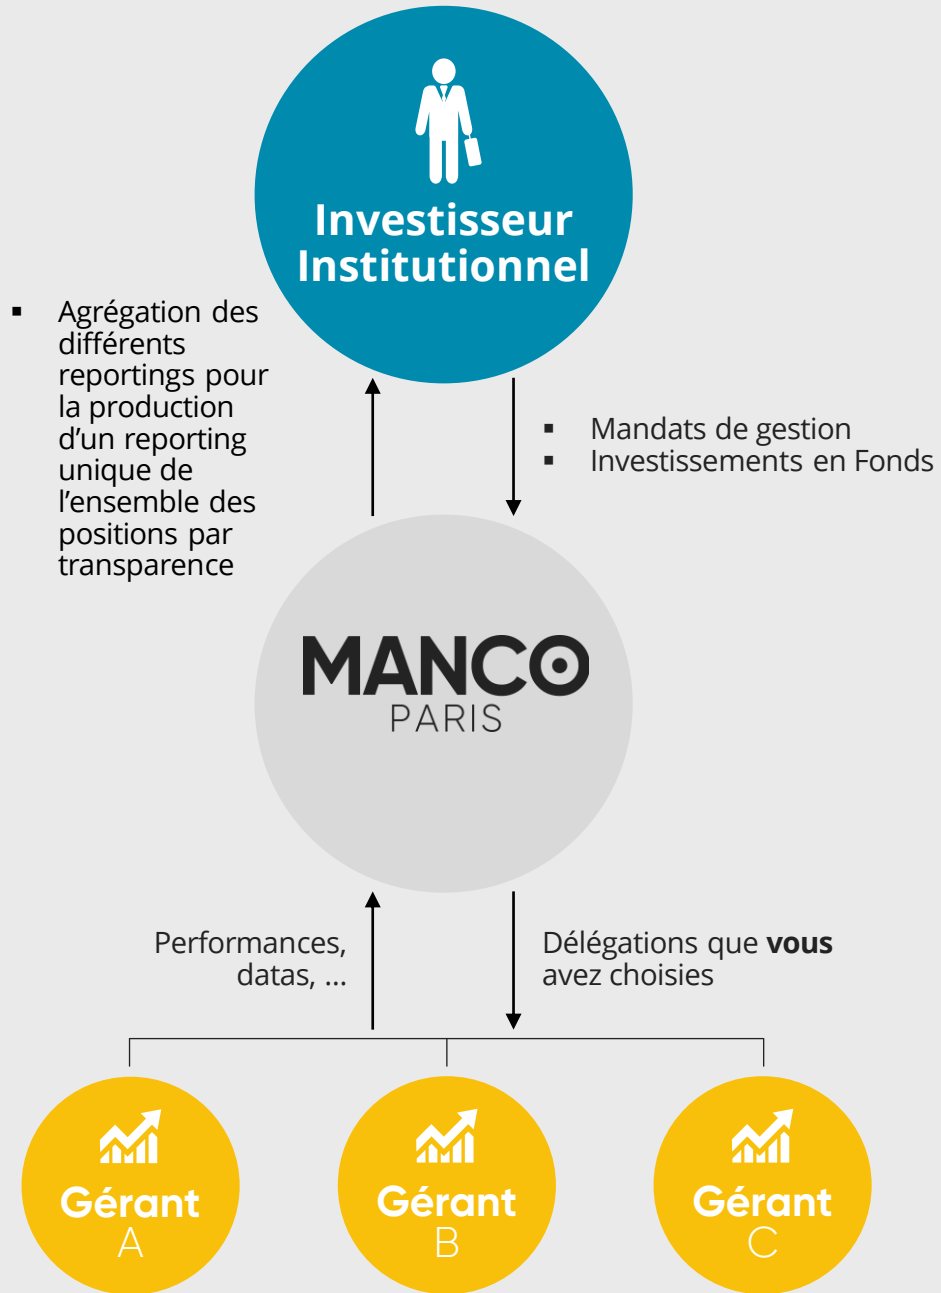 Investisseur
Institutionnel
▪ Agrégation des
différents
reportings pour
la production
d’un reporting
unique de
l’ensemble des
positions par
transparence
▪ Mandats de gestion
▪ Investissements en Fonds
MANCO
PARIS
Performances,
datas, ...
Délégations que vous
avez choisies
Gérant
A
Gérant
B
Gérant
C